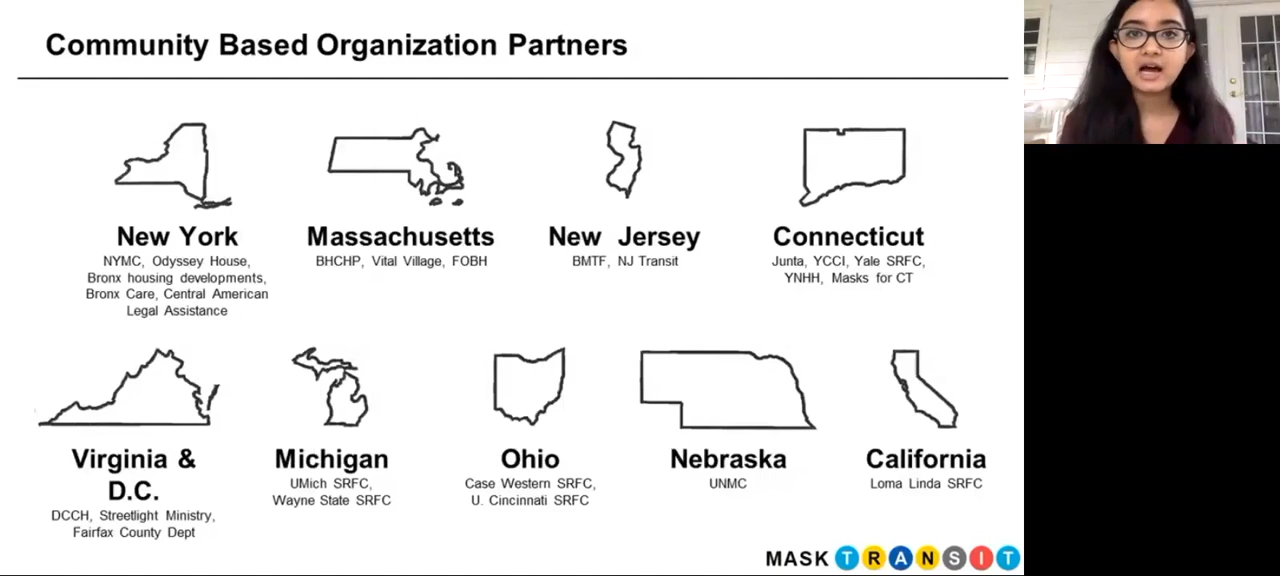 Community Based Organization Partners
New York
NYMC, Odyssey House,
Bronx housing developments,
Bronx Care, Central American
Legal Assistance
Massachusetts
BHCHP, Vital Village, FOBH
New Jersey
BMTF, NJ Transit
Connecticut
Junta, YCCI, Yale SRFC,
YNHH, Masks for CT
Virginia &
D.C.
DCCH, Streetlight Ministry,
Fairfax County Dept
Michigan
UMich SRFC,
Wayne State SRFC
Ohio
Case Western SRFC,
U. Cincinnati SRFC
Nebraska
UNMC
California
Loma Linda SRFC
MASK TRANSIT